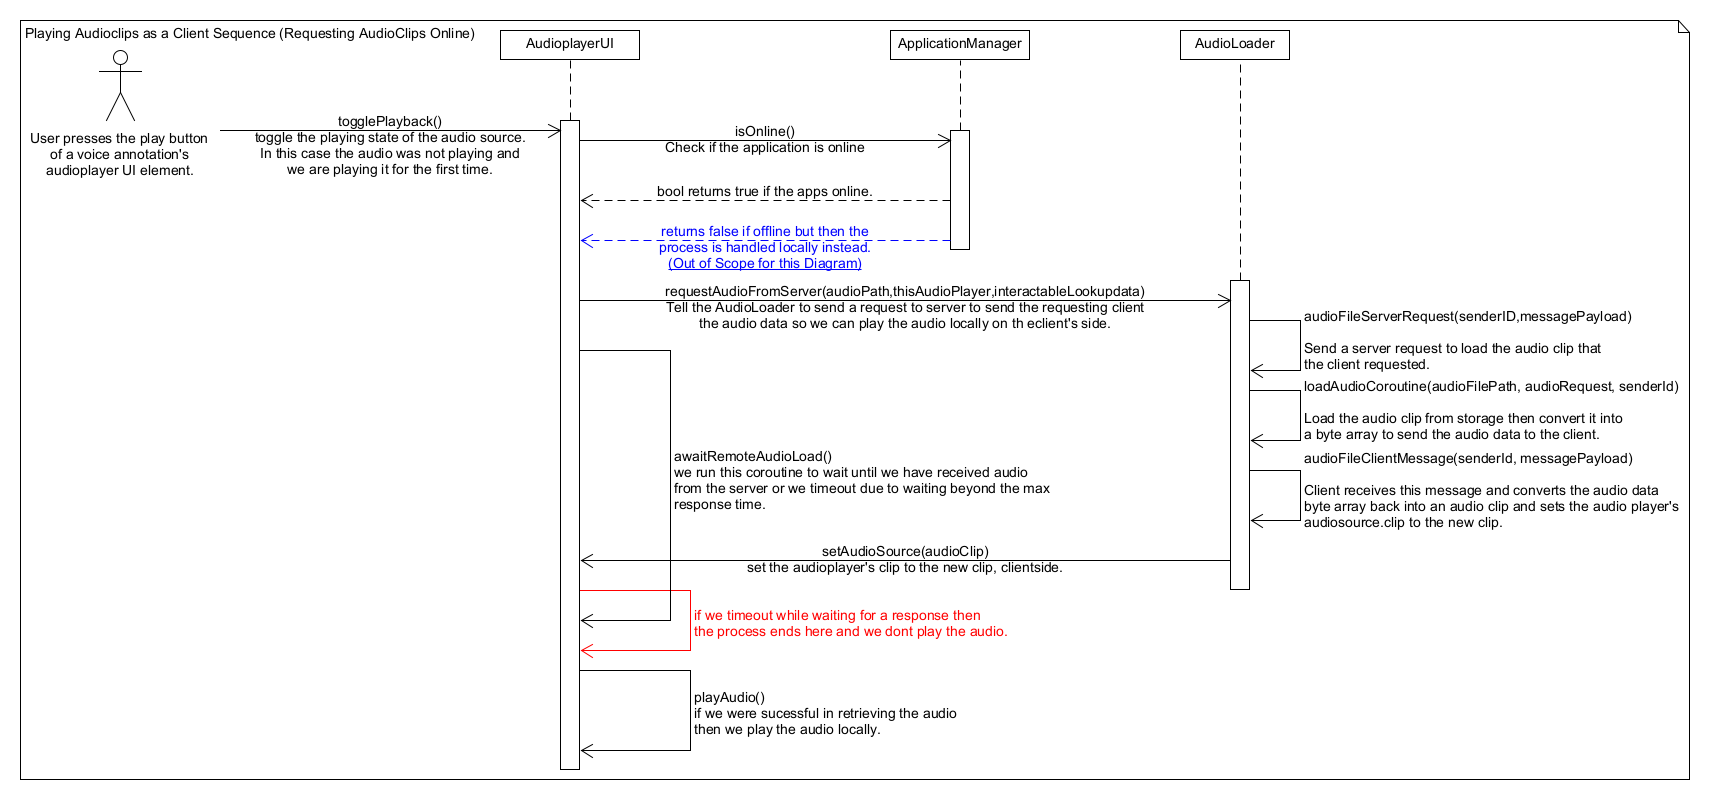 Playing Audioclips as a Client Sequence (Requesting AudioClips Online)
AudioplayerUI
ApplicationManager
AudioLoader
User presses the play button
of a voice annotation's
audioplayer UI element.
togglePlayback()
toggle the playing state of the audio source.
In this case the audio was not playing and
we are playing it for the first time.
isOnline()
Check if the application is online
bool returns true if the apps online.
returns false if offline but then the
process is handled locally instead.
(Out of Scope for this Diagram)
requestAudioFromServer(audioPath,thisAudioPlayer,interactableLookupdata)
Tell the AudioLoader to send a request to server to send the requesting client
the audio data so we can play the audio locally on th eclient's side.
audioFileServerRequest(senderID,messagePayload)
Send a server request to load the audio clip that
the client requested.
loadAudioCoroutine(audioFilePath, audioRequest, senderId)
Load the audio clip from storage then convert it into
a byte array to send the audio data to the client.
audioFileClientMessage(senderId, messagePayload)
Client receives this message and converts the audio data
byte array back into an audio clip and sets the audio player's
audiosource.clip to the new clip.
awaitRemoteAudioLoad()
we run this coroutine to wait until we have received audio
from the server or we timeout due to waiting beyond the max
response time.
setAudioSource(audioClip)
set the audioplayer's clip to the new clip, clientside.
if we timeout while waiting for a response then
the process ends here and we dont play the audio.
playAudio()
if we were sucessful in retrieving the audio
then we play the audio locally.